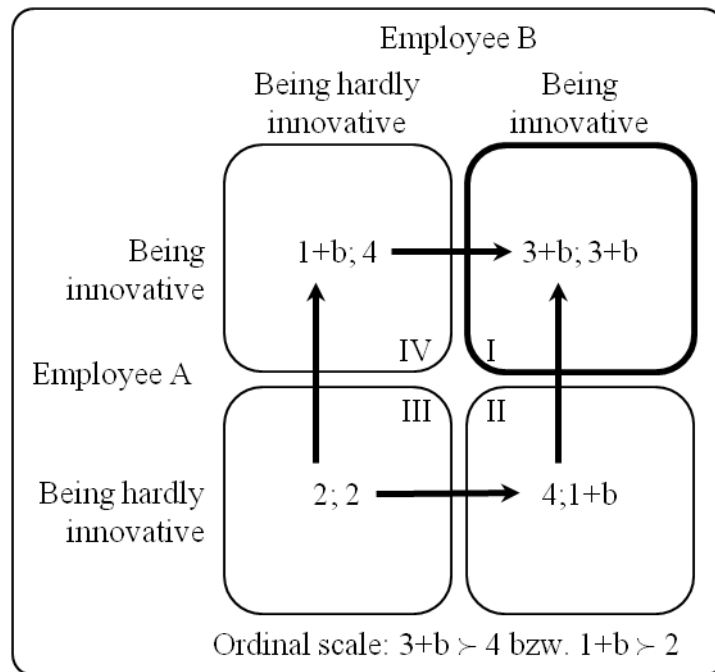 Employee B
Being hardly innovative
Being innovative
Being innovative
1+b; 4
3+b; 3+b
IV
I
Employee A
III
II
Being hardly innovative
2; 2
4;1+b
Ordinal scale: 3+b ≻ 4 bzw. 1+b ≻ 2